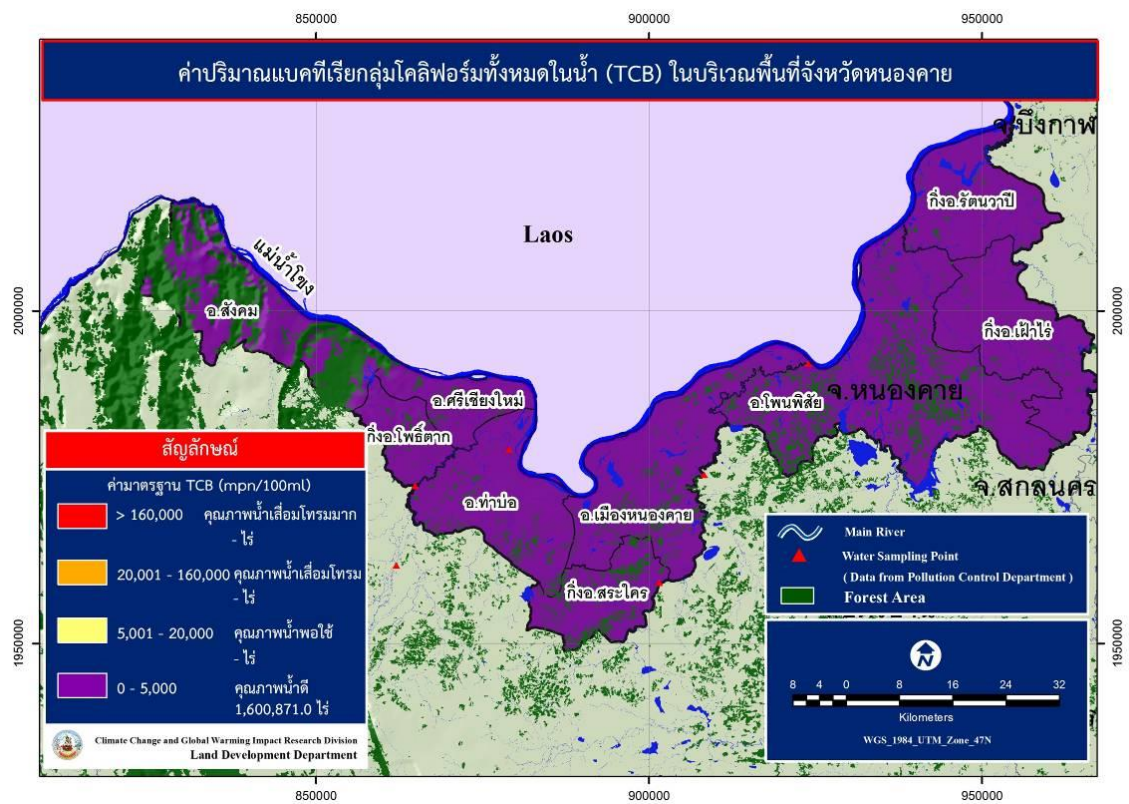 850000
900000
950000
ค่าปริมาณแบคทีเรียกลุ่มโคลิฟอร์มทั้งหมดในน้ำ (TCB) ในบริเวณพื้นที่จังหวัดหนองคาย
จ.บึงกาฬ
กิ่งอ.รัตนวาปี
Laos
แม่น้ำโขง
2000000
อ.สังคม
2000000
กิ่งอ.เฝ้าไร่
อ.ศรีเชียงใหม่
อ.โพนพิสัย
จ.หนองคาย
กิ่งอ.โพธิ์ตาก
อ.ท่าบ่อ
อ.เมืองหนองคาย
จ.สกลนคร
กิ่งอ.สระใคร
1950000
1950000
สัญลักษณ์
ค่ามาตรฐาน TCB (mpn/100ml)
> 160,000 คุณภาพน้ำเสื่อมโทรมมาก
- ไร่
20,001 - 160,000 คุณภาพน้ำเสื่อมโทรม
- ไร่
5,001 - 20,000 คุณภาพน้ำพอใช้
- ไร่
0 - 5,000 คุณภาพน้ำดี
1,600,871.0 ไร่
Climate Change and Global Warming Impact Research Division
Land Development Department
Main River
Water Sampling Point
( Data from Pollution Control Department )
Forest Area
N
8 4 0 8 16 24 32
Kilometers
WGS_1984_UTM_Zone_47N
850000
900000
950000